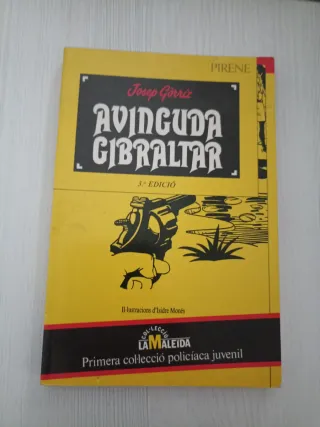 PIRENE
Josep Gòrriz
AVINGUDA
GIBRALTAR
3.ª EDICIÓ
Il·lustracions d'Isidre Monés
COL·LECCIÓ
LA MALEIDA
Primera col·lecció policíaca juvenil